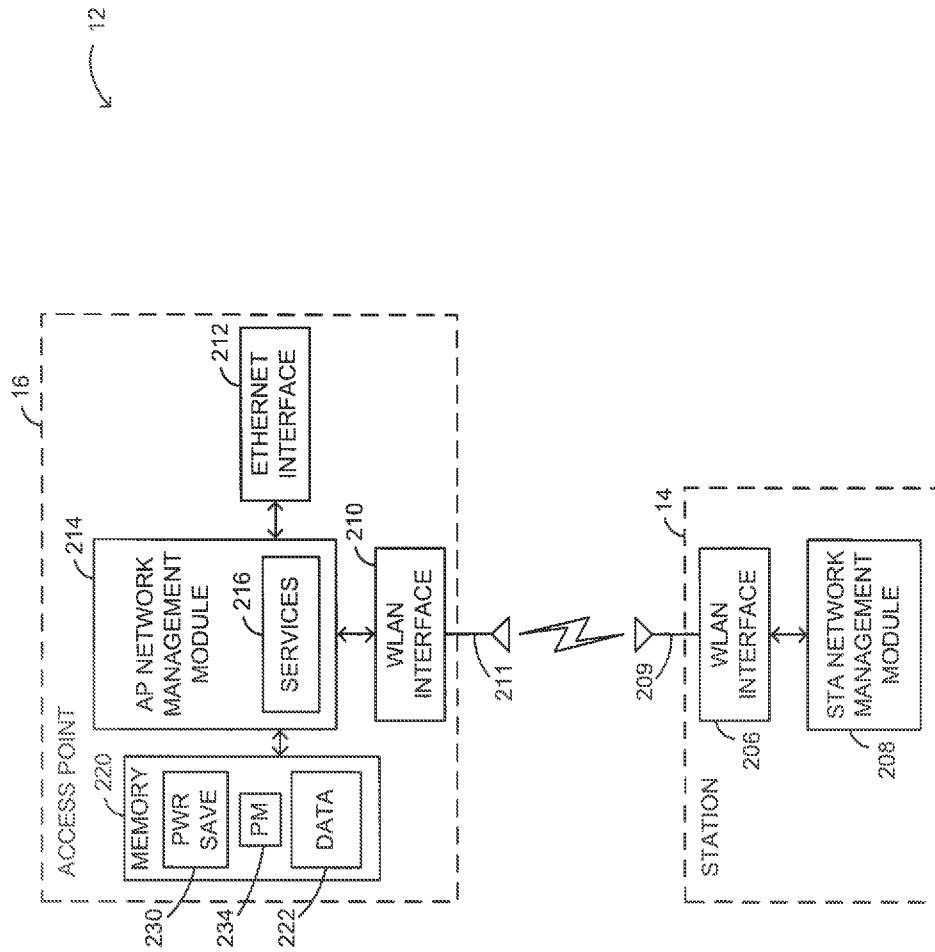 12
16
ACCESS POINT
214
AP NETWORK
MANAGEMENT
MODULE
216
SERVICES
212
ETHERNET
INTERFACE
220
MEMORY
PWR
SAVE
230
PM
234
DATA
222
210
WLAN
INTERFACE
211
209
14
STATION
WLAN
INTERFACE
206
STA NETWORK
MANAGEMENT
MODULE
208